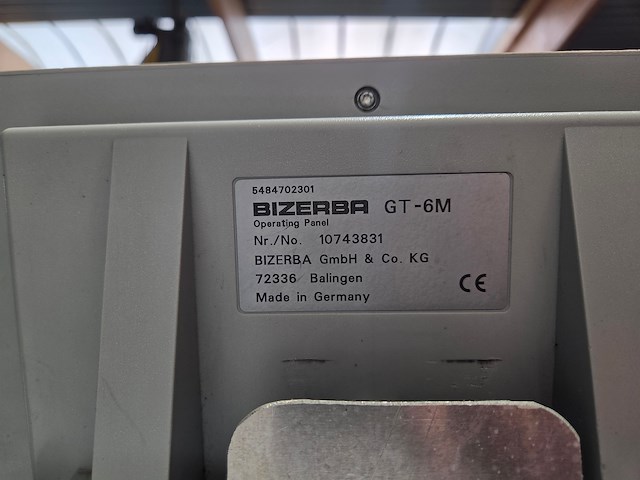 5484702301
BIZERBA GT-6M
Operating Panel
Nr./No. 10743831
BIZERBA GmbH & Co. KG
72336 Balingen
Made in Germany CE